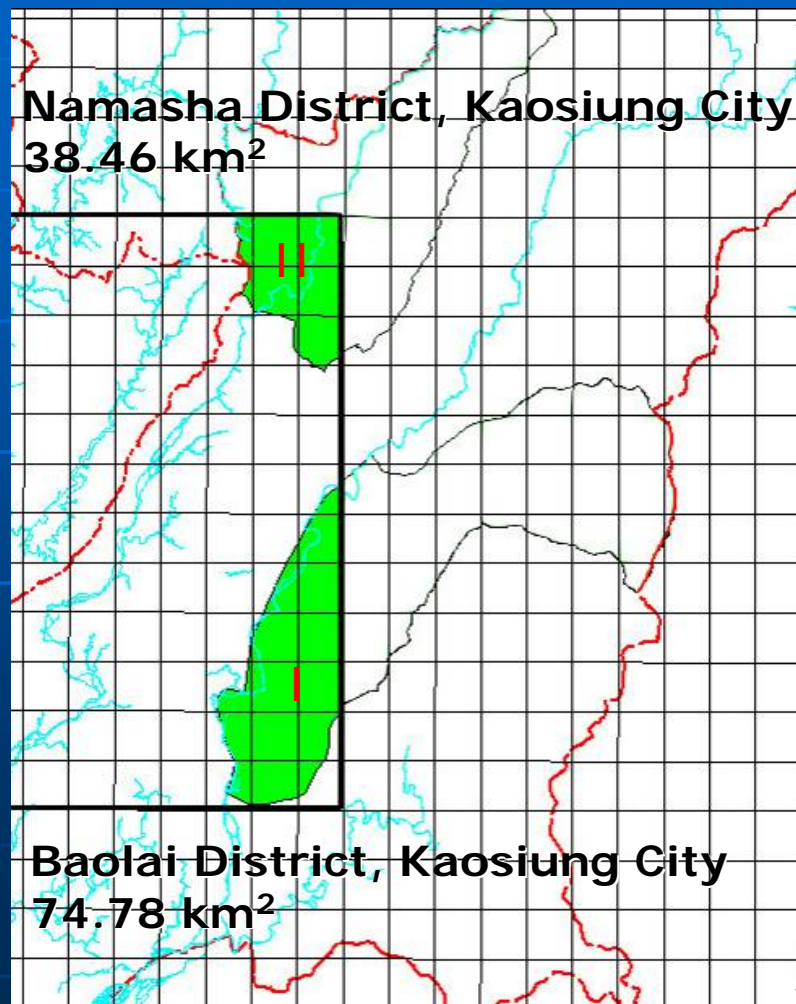 Namasha District, Kaosiung City
38.46 km²
II
I
Baolai District, Kaosiung City
74.78 km²